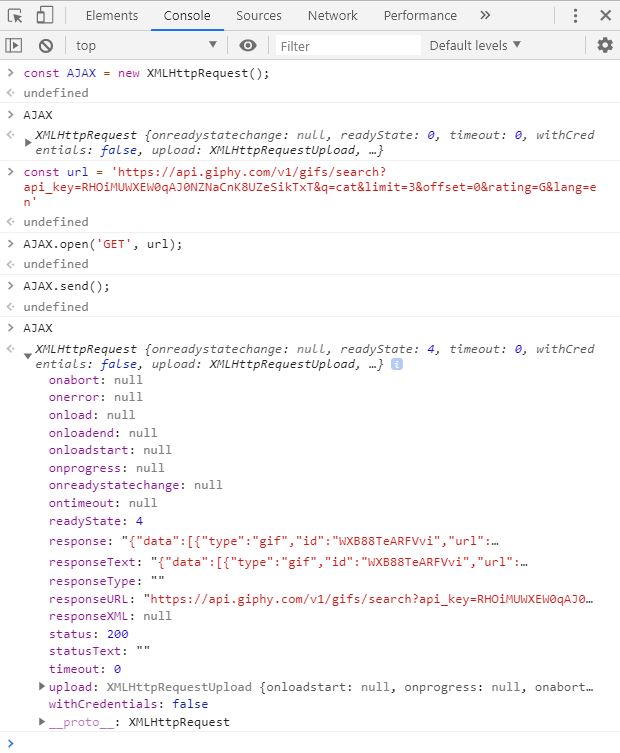 Elements Console Sources Network Performance
top Filter Default levels
const AJAX = new XMLHttpRequest();
undefined
AJAX
XMLHttpRequest {onreadystatechange: null, readyState: 0, timeout: 0, withCred
entials: false, upload: XMLHttpRequestUpload, …}
const url = 'https://api.giphy.com/v1/gifs/search?
api_key=RHOiMUWXEW0qAJ0NZNaCnK8UZeSikTxT&q=cat&limit=3&offset=0&rating=G&lang=e
n'
undefined
AJAX.open('GET', url);
undefined
AJAX.send();
undefined
AJAX
XMLHttpRequest {onreadystatechange: null, readyState: 4, timeout: 0, withCred
entials: false, upload: XMLHttpRequestUpload, …} i
onabort: null
onerror: null
onload: null
onloadend: null
onloadstart: null
onprogress: null
onreadystatechange: null
ontimeout: null
readyState: 4
response: "{"data":[{"type":"gif","id":"WXB88TeARFVvi","url":…
responseText: "{"data":[{"type":"gif","id":"WXB88TeARFVvi","url":…
responseType: ""
responseURL: "https://api.giphy.com/v1/gifs/search?api_key=RHOiMUWXEW0qAJ0…
responseXML: null
status: 200
statusText: ""
timeout: 0
upload: XMLHttpRequestUpload {onloadstart: null, onprogress: null, onabort…
withCredentials: false
__proto__: XMLHttpRequest